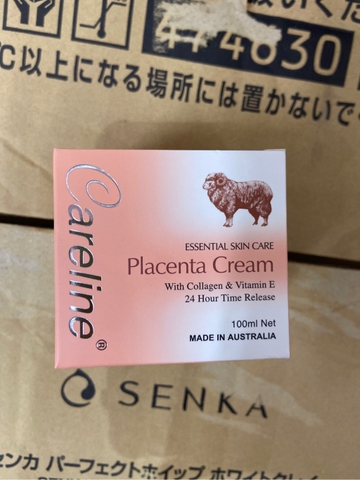 444630
℃以上になる場所には置かないで
Careline®
ESSENTIAL SKIN CARE
Placenta Cream
With Collagen & Vitamin E
24 Hour Time Release
100ml Net
MADE IN AUSTRALIA
SENKA
センカ パーフェクトホイップ ホワイトクレイ